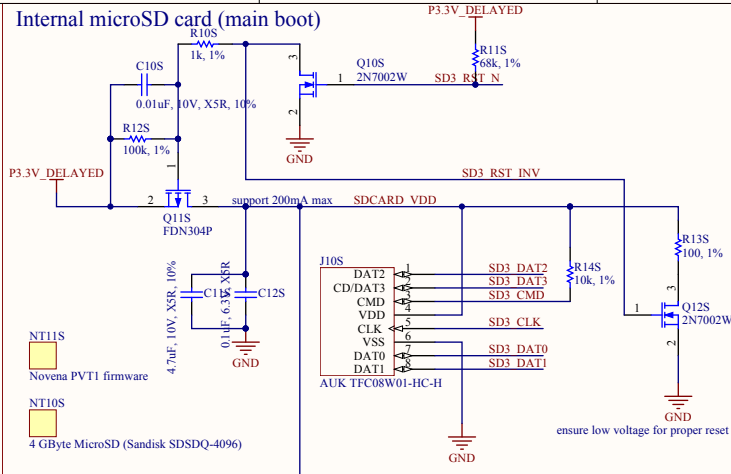 Internal microSD card (main boot)
P3.3V_DELAYED
R10S
1k, 1%
R11S
68k, 1%
C10S
0.01uF, 10V, X5R, 10%
Q10S
2N7002W
3
1
2
SD3_RST_N
GND
R12S
100k, 1%
P3.3V_DELAYED
1
2
3
Q11S
FDN304P
support 200mA max
SDCARD_VDD
SD3_RST_INV
4.7uF, 10V, X5R, 10%
C11S
0.1uF, 6.3V, X5R
C12S
GND
J10S
DAT2 1 SD3_DAT2
CD/DAT3 2 SD3_DAT3
CMD 3 SD3_CMD
VDD 4
CLK 5 SD3_CLK
VSS 6
DAT0 7 SD3_DAT0
DAT1 8 SD3_DAT1
AUK TFC08W01-HC-H
R14S
10k, 1%
R13S
100, 1%
3
1
2
Q12S
2N7002W
GND
GND
ensure low voltage for proper reset
NT11S
Novena PVT1 firmware
NT10S
4 GByte MicroSD (Sandisk SDSDQ-4096)